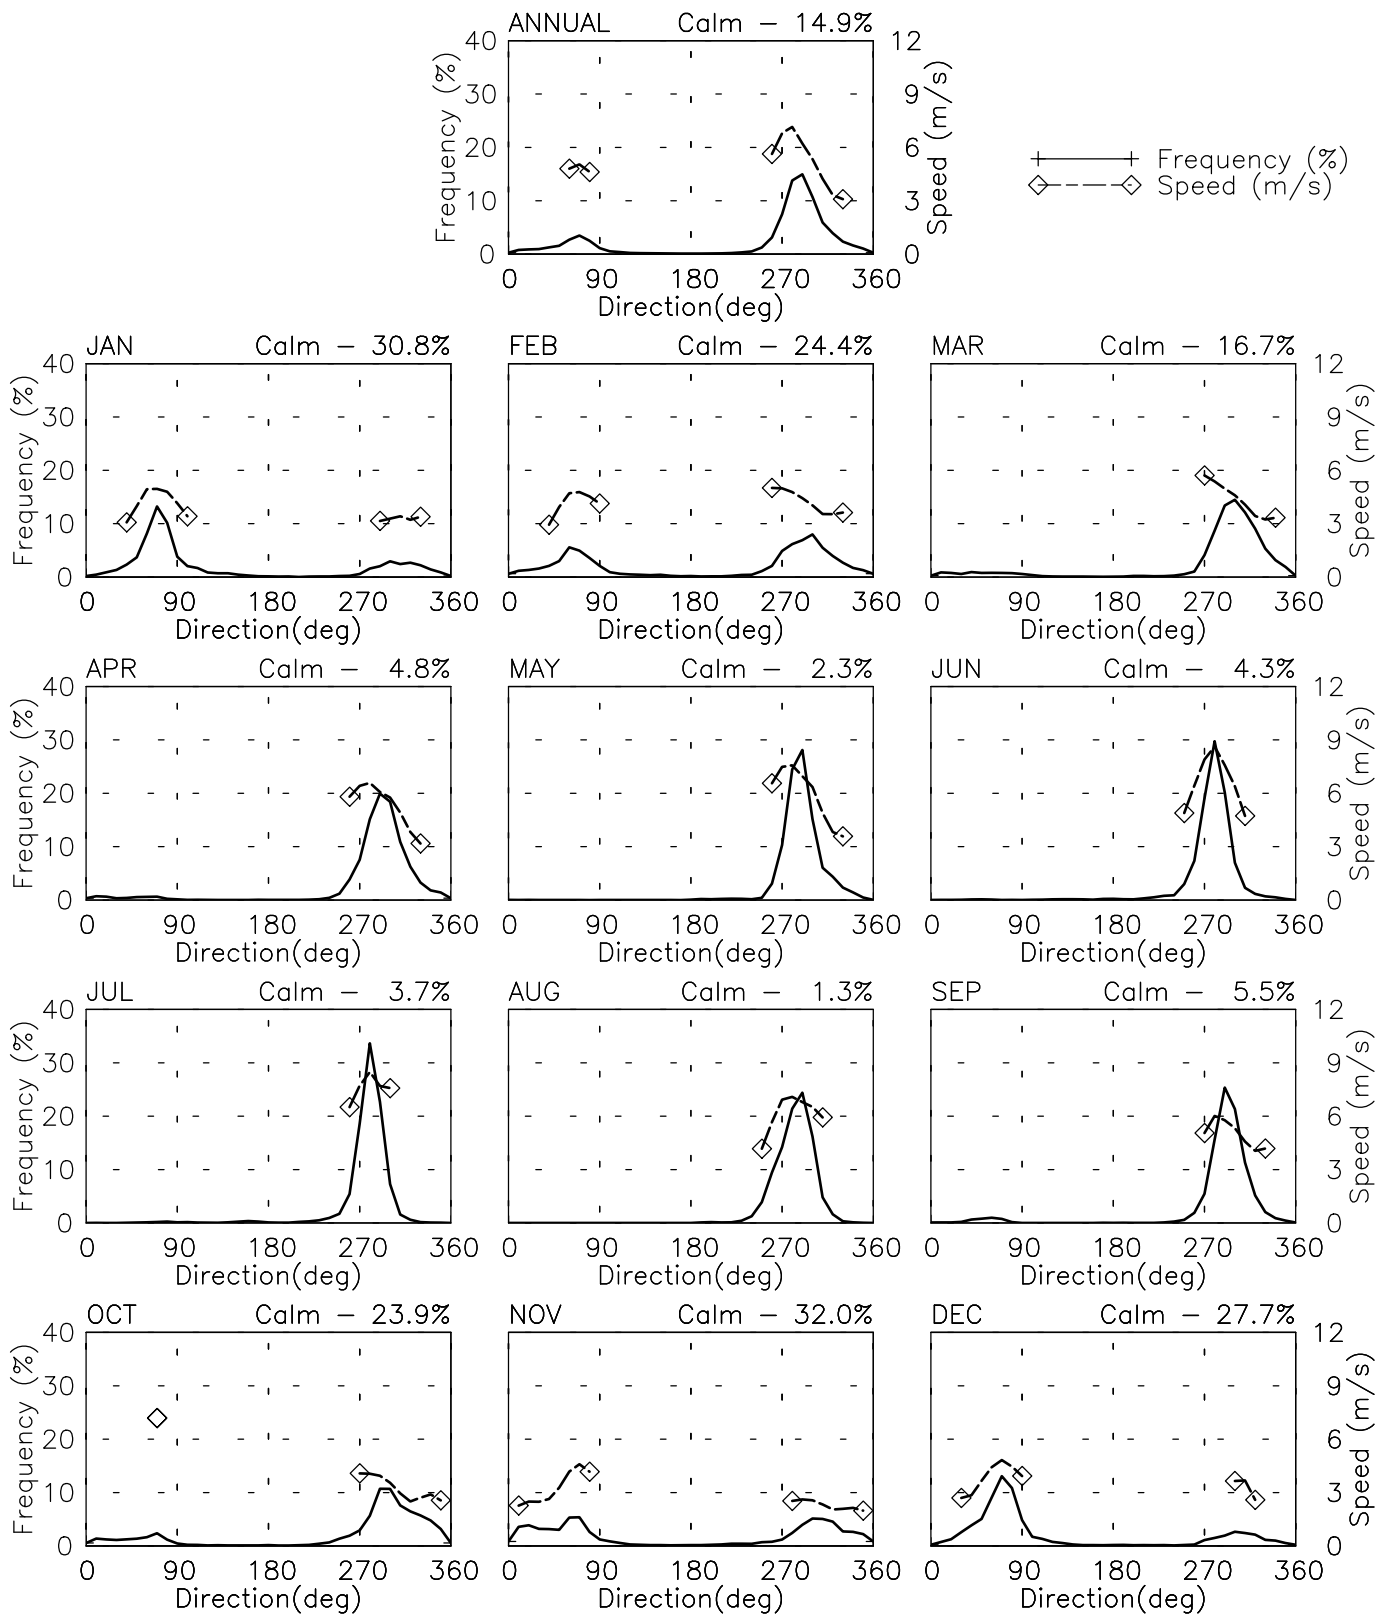 ANNUAL Calm – 14.9%
40 12
30 9
20 6
10 3
0 0
Frequency (%)
Speed (m/s)
0 90 180 270 360
Direction(deg)
Frequency (%)
Speed (m/s)
JAN Calm – 30.8% FEB Calm – 24.4% MAR Calm – 16.7%
40 12
30 9
20 6
10 3
0 0
Frequency (%)
Speed (m/s)
0 90 180 270 360 0 90 180 270 360 0 90 180 270 360
Direction(deg) Direction(deg) Direction(deg)
APR Calm – 4.8% MAY Calm – 2.3% JUN Calm – 4.3%
40 12
30 9
20 6
10 3
0 0
Frequency (%)
Speed (m/s)
0 90 180 270 360 0 90 180 270 360 0 90 180 270 360
Direction(deg) Direction(deg) Direction(deg)
JUL Calm – 3.7% AUG Calm – 1.3% SEP Calm – 5.5%
40 12
30 9
20 6
10 3
0 0
Frequency (%)
Speed (m/s)
0 90 180 270 360 0 90 180 270 360 0 90 180 270 360
Direction(deg) Direction(deg) Direction(deg)
OCT Calm – 23.9% NOV Calm – 32.0% DEC Calm – 27.7%
40 12
30 9
20 6
10 3
0 0
Frequency (%)
Speed (m/s)
0 90 180 270 360 0 90 180 270 360 0 90 180 270 360
Direction(deg) Direction(deg) Direction(deg)